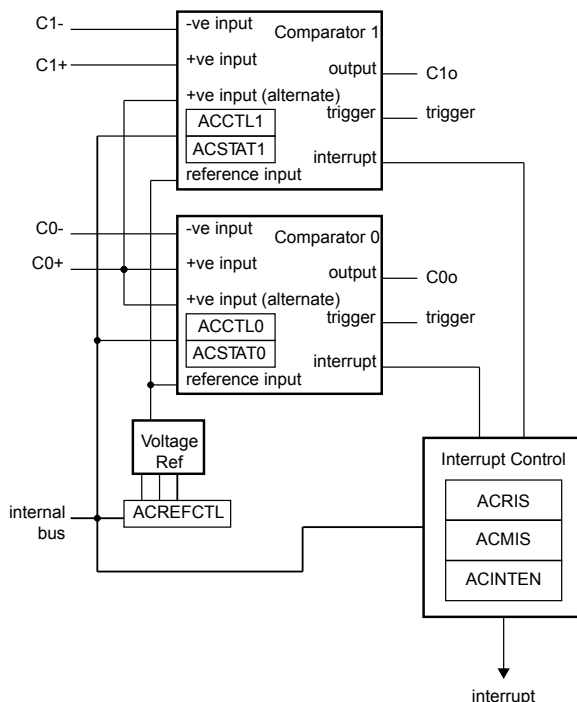 C1-
-ve input
Comparator 1
C1+
+ve input
output
C1o
+ve input (alternate)
trigger
trigger
ACCTL1
ACSTAT1
interrupt
reference input
C0-
-ve input
Comparator 0
C0+
+ve input
output
C0o
+ve input (alternate)
trigger
trigger
ACCTL0
ACSTAT0
interrupt
reference input
Voltage
Ref
Interrupt Control
ACRIS
internal
bus
ACREFCTL
ACMIS
ACINTEN
interrupt